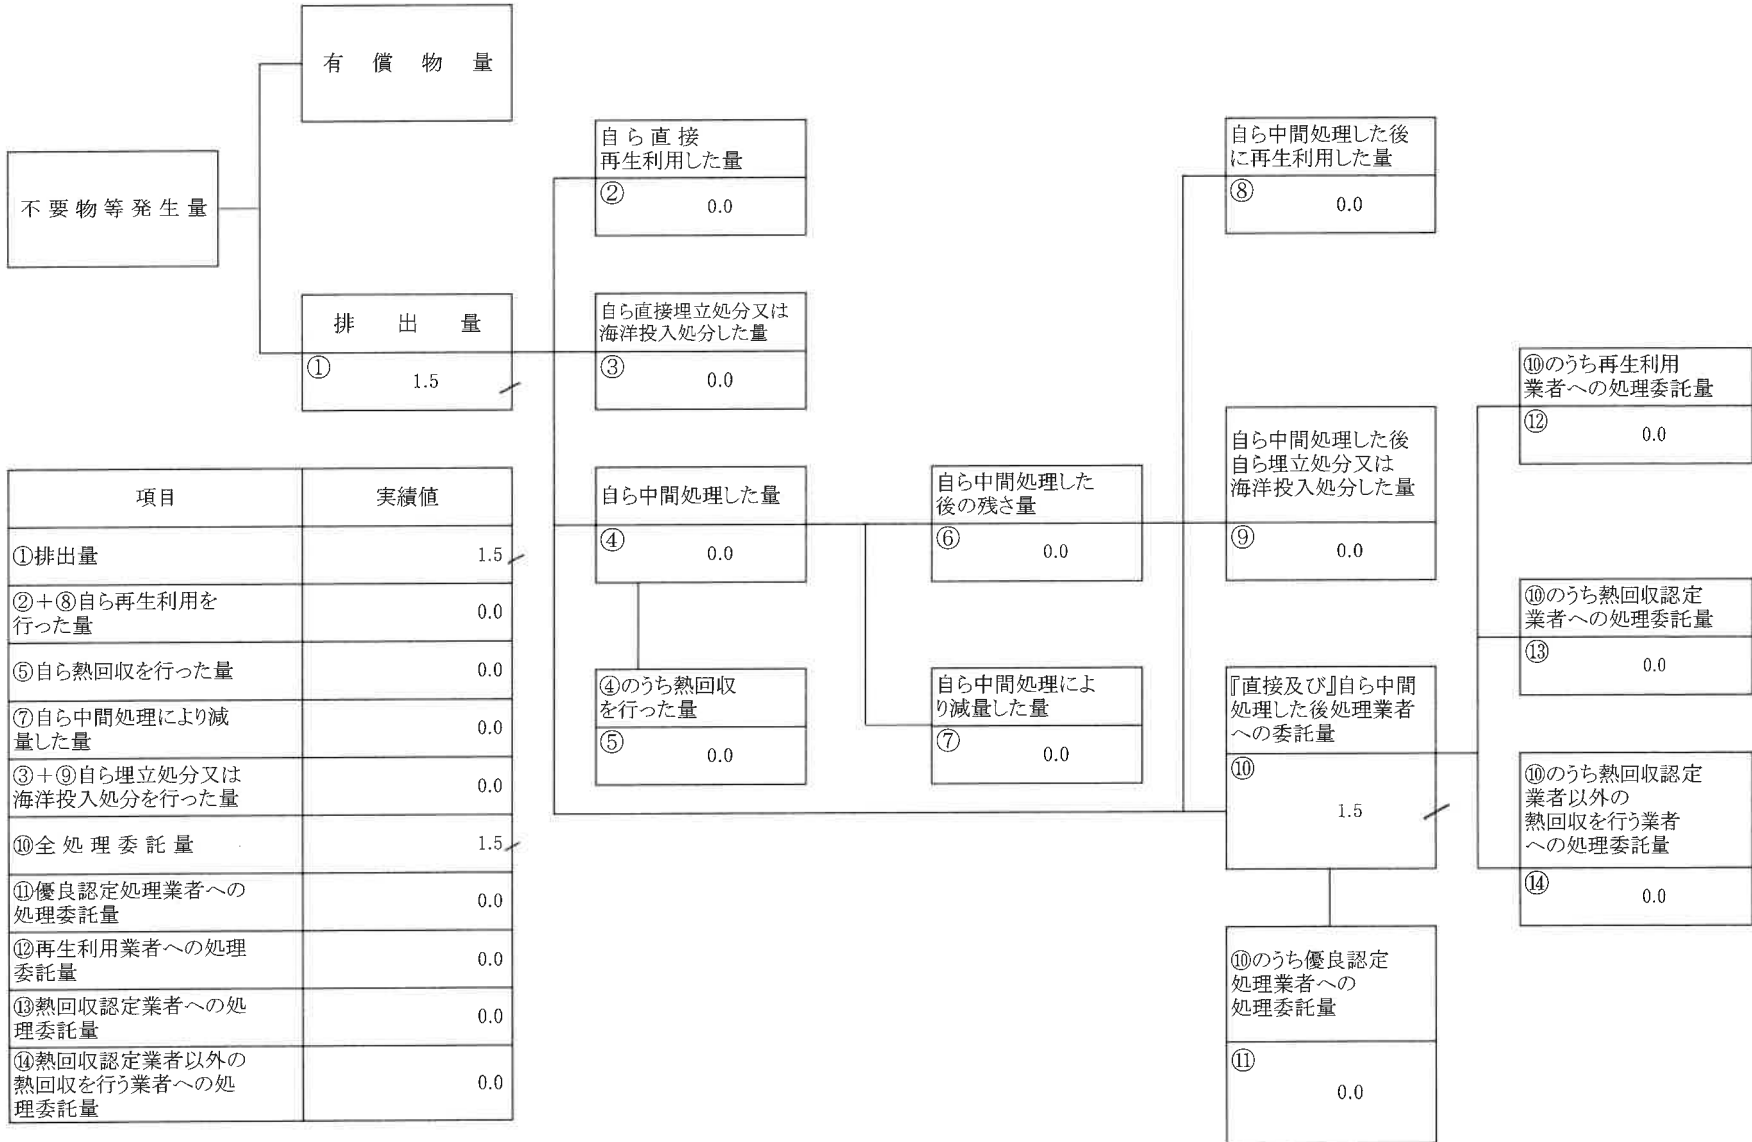 有償物量
不要物等発生量
排出量
① 1.5
自ら直接
再生利用した量
② 0.0
自ら直接埋立処分又は
海洋投入処分した量
③ 0.0
自ら中間処理した量
④ 0.0
④のうち熱回収
を行った量
⑤ 0.0
自ら中間処理した
後の残さ量
⑥ 0.0
自ら中間処理によ
り減量した量
⑦ 0.0
自ら中間処理した後
に再生利用した量
⑧ 0.0
自ら中間処理した後
自ら埋立処分又は
海洋投入処分した量
⑨ 0.0
『直接及び』自ら中間
処理した後処理業者
への委託量
⑩
1.5
⑩のうち優良認定
処理業者への
処理委託量
⑪
0.0
⑩のうち再生利用
業者への処理委託量
⑫ 0.0
⑩のうち熱回収認定
業者への処理委託量
⑬ 0.0
⑩のうち熱回収認定
業者以外の
熱回収を行う業者
への処理委託量
⑭ 0.0
項目 実績値
①排出量 1.5
②+⑧自ら再生利用を
行った量 0.0
⑤自ら熱回収を行った量 0.0
⑦自ら中間処理により減
量した量 0.0
③+⑨自ら埋立処分又は
海洋投入処分を行った量 0.0
⑩全処理委託量 1.5
⑪優良認定処理業者への
処理委託量 0.0
⑫再生利用業者への処理
委託量 0.0
⑬熱回収認定業者への処
理委託量 0.0
⑭熱回収認定業者以外の
熱回収を行う業者への処
理委託量 0.0